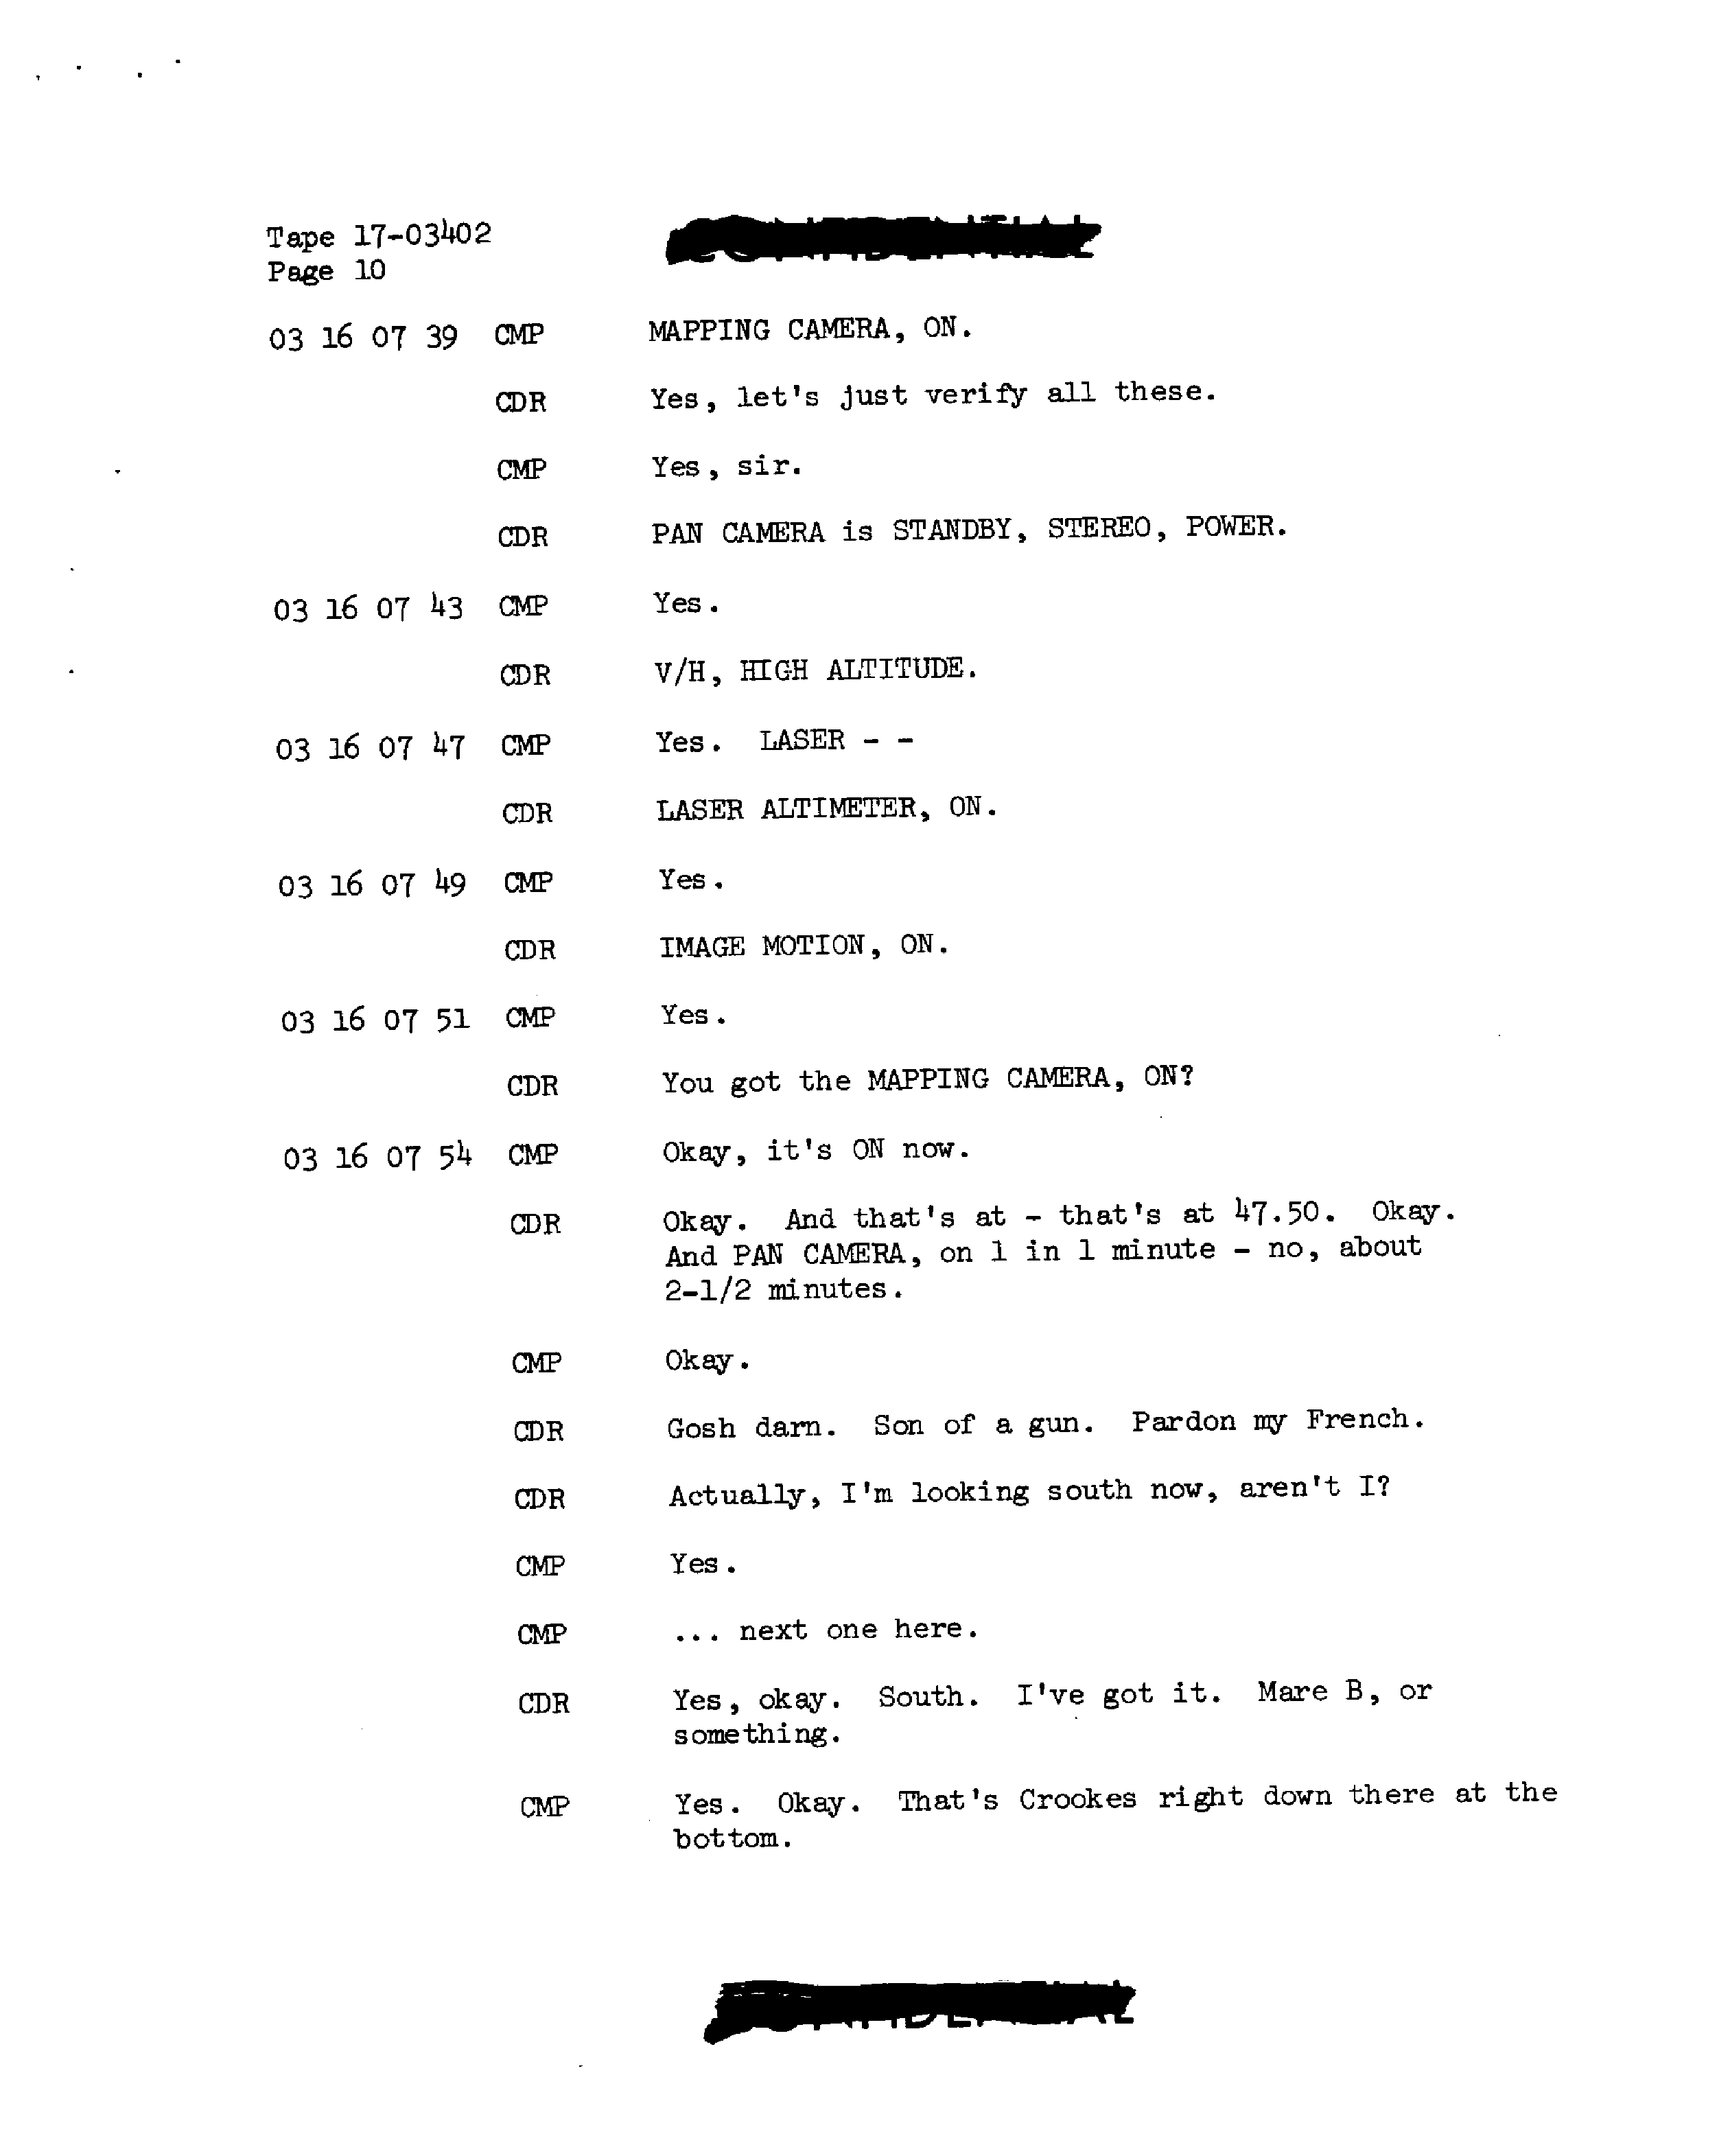 Tape 17-03402
Page 10
03 16 07 39 CMP MAPPING CAMERA, ON.
CDR Yes, let's just verify all these.
CMP Yes, sir.
CDR PAN CAMERA is STANDBY, STEREO, POWER.
03 16 07 43 CMP Yes.
CDR V/H, HIGH ALTITUDE.
03 16 07 47 CMP Yes. LASER - -
CDR LASER ALTIMETER, ON.
03 16 07 49 CMP Yes.
CDR IMAGE MOTION, ON.
03 16 07 51 CMP Yes.
CDR You got the MAPPING CAMERA, ON?
03 16 07 54 CMP Okay, it's ON now.
CDR Okay. And that's at - that's at 47.50. Okay.
And PAN CAMERA, on 1 in 1 minute - no, about
2-1/2 minutes.
CMP Okay.
CDR Gosh darn. Son of a gun. Pardon my French.
CDR Actually, I'm looking south now, aren't I?
CMP Yes.
CMP ... next one here.
CDR Yes, okay. South. I've got it. Mare B, or
something.
CMP Yes. Okay. That's Crookes right down there at the
bottom.